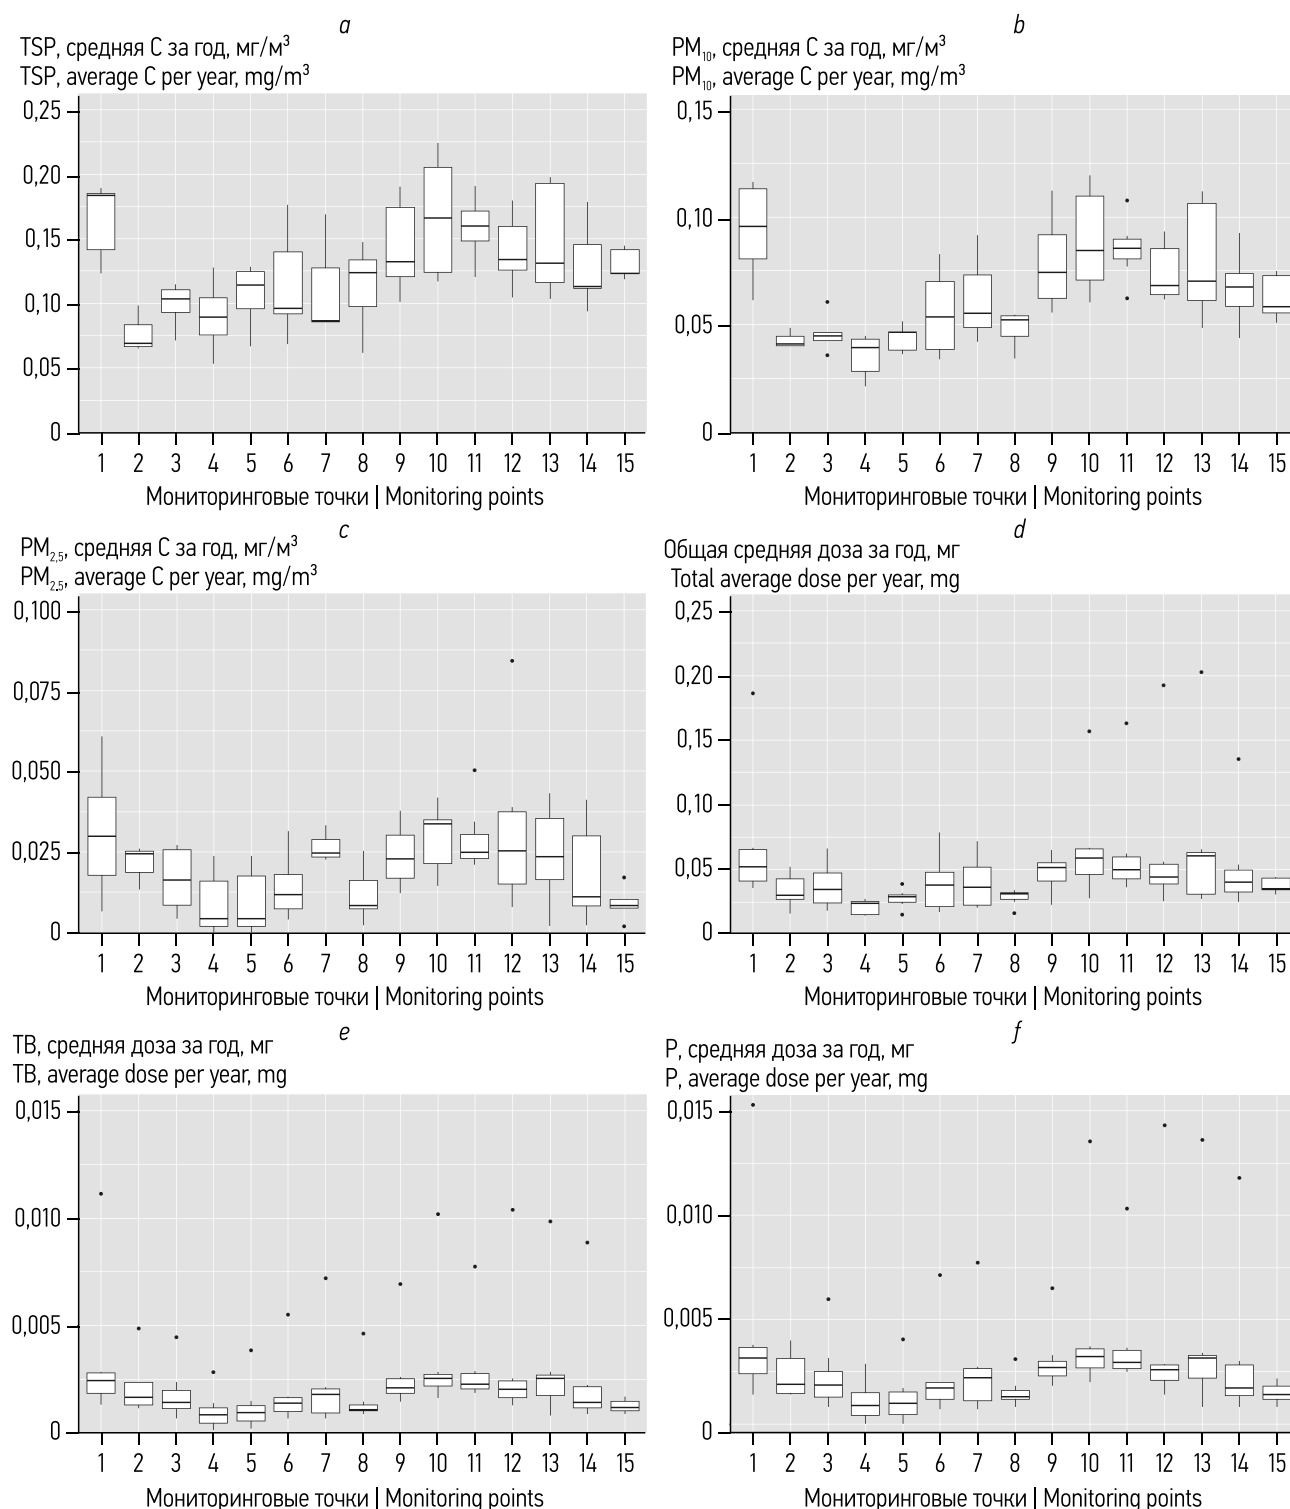 a
TSP, средняя С за год, мг/м³
TSP, average C per year, mg/m³
0,25
0,20
0,15
0,10
0,05
0
1 2 3 4 5 6 7 8 9 10 11 12 13 14 15
Мониторинговые точки | Monitoring points
b
PM₁₀, средняя С за год, мг/м³
PM₁₀, average C per year, mg/m³
0,15
0,10
0,05
0
1 2 3 4 5 6 7 8 9 10 11 12 13 14 15
Мониторинговые точки | Monitoring points
c
PM₂,₅, средняя С за год, мг/м³
PM₂.₅, average C per year, mg/m³
0,100
0,075
0,050
0,025
0
1 2 3 4 5 6 7 8 9 10 11 12 13 14 15
Мониторинговые точки | Monitoring points
d
Общая средняя доза за год, мг
Total average dose per year, mg
0,25
0,20
0,15
0,10
0,05
0
1 2 3 4 5 6 7 8 9 10 11 12 13 14 15
Мониторинговые точки | Monitoring points
e
TB, средняя доза за год, мг
TB, average dose per year, mg
0,015
0,010
0,005
0
1 2 3 4 5 6 7 8 9 10 11 12 13 14 15
Мониторинговые точки | Monitoring points
f
P, средняя доза за год, мг
P, average dose per year, mg
0,015
0,010
0,005
0
1 2 3 4 5 6 7 8 9 10 11 12 13 14 15
Мониторинговые точки | Monitoring points